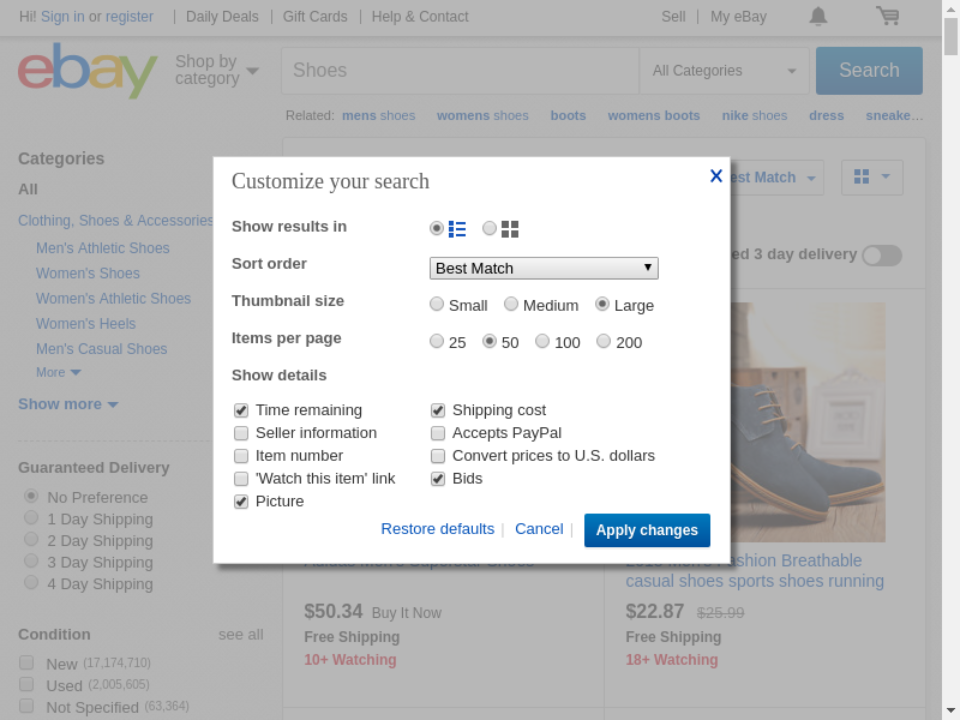 Hi! Sign in or register | Daily Deals | Gift Cards | Help & Contact Sell | My eBay
ebay
Shop by
category
Shoes
All Categories
Search
Related: mens shoes womens shoes boots womens boots nike shoes dress sneake...
Categories
All
Clothing, Shoes & Accessories
Men's Athletic Shoes
Women's Shoes
Women's Athletic Shoes
Women's Heels
Men's Casual Shoes
More
Show more
Guaranteed Delivery
No Preference
1 Day Shipping
2 Day Shipping
3 Day Shipping
4 Day Shipping
Condition see all
New (17,174,710)
Used (2,005,605)
Not Specified (63,364)
est Match
ed 3 day delivery
Customize your search X
Show results in
Sort order Best Match
Thumbnail size Small Medium Large
Items per page 25 50 100 200
Show details
Time remaining Shipping cost
Seller information Accepts PayPal
Item number Convert prices to U.S. dollars
'Watch this item' link Bids
Picture
Restore defaults | Cancel | Apply changes
$50.34 Buy It Now
Free Shipping
10+ Watching
Fashion Breathable
casual shoes sports shoes running
$22.87 $25.99
Free Shipping
18+ Watching